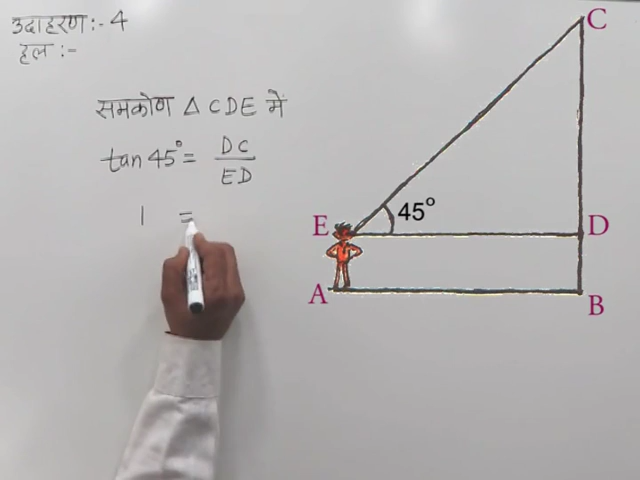 उदाहरण:- 4
हल :-
समकोण Δ CDE में
tan 45° = DC/ED
1 =
C
E 45° D
A B